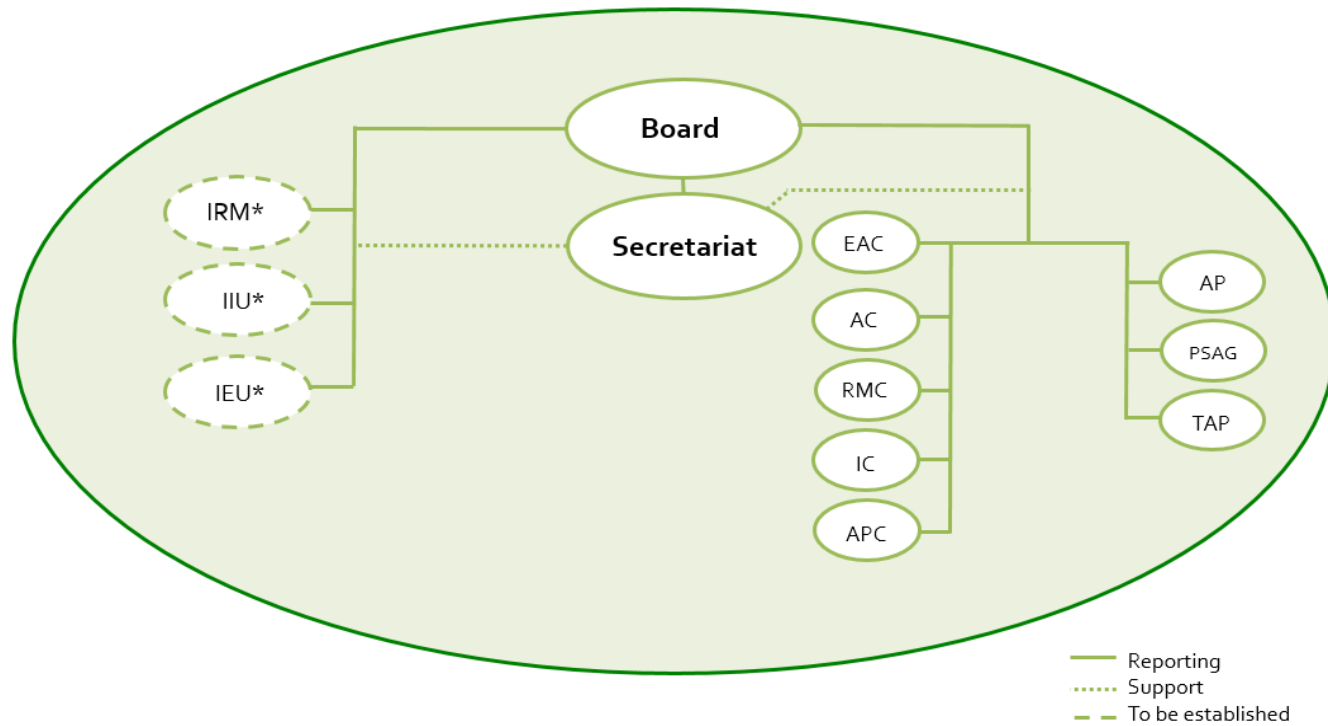 Board
Secretariat
IRM*
IIU*
IEU*
EAC
AC
RMC
IC
APC
AP
PSAG
TAP
Reporting
Support
To be established